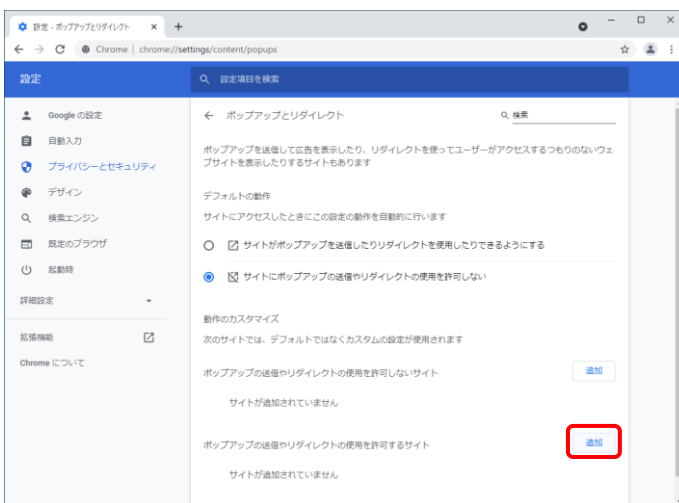 設定 - ポップアップとリダイレクト
Chrome | chrome://settings/content/popups
設定
設定項目を検索
Google の設定
自動入力
プライバシーとセキュリティ
デザイン
検索エンジン
既定のブラウザ
起動時
詳細設定
拡張機能
Chrome について
ポップアップとリダイレクト
検索
ポップアップを送信して広告を表示したり、リダイレクトを使ってユーザーがアクセスするつもりのないウェ
ブサイトを表示したりするサイトもあります
デフォルトの動作
サイトにアクセスしたときにこの設定の動作を自動的に行います
サイトがポップアップを送信したりリダイレクトを使用したりできるようにする
サイトにポップアップの送信やリダイレクトの使用を許可しない
動作のカスタマイズ
次のサイトでは、デフォルトではなくカスタムの設定が使用されます
ポップアップの送信やリダイレクトの使用を許可しないサイト
追加
サイトが追加されていません
ポップアップの送信やリダイレクトの使用を許可するサイト
追加
サイトが追加されていません